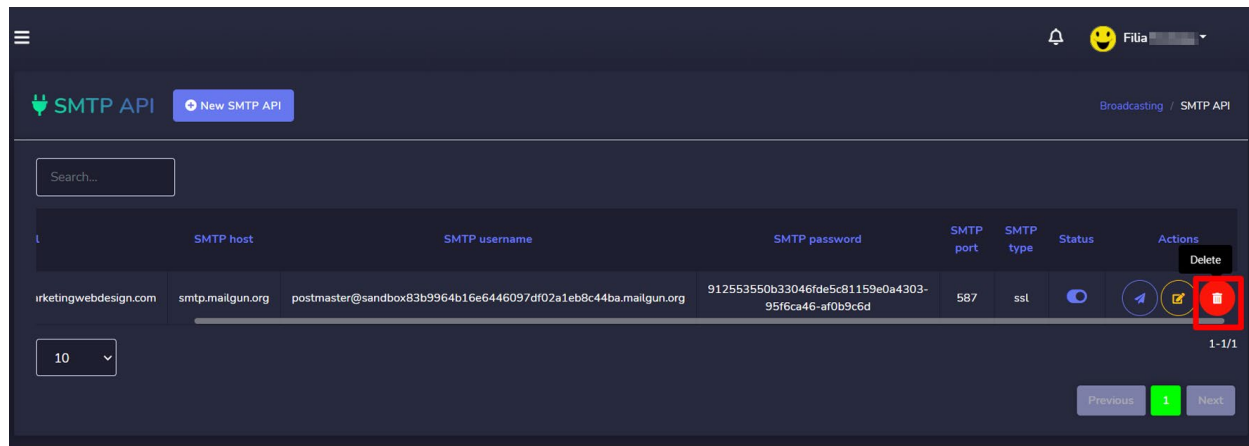 Filia
SMTP API
New SMTP API
Broadcasting / SMTP API
Search...
SMTP host SMTP username SMTP password SMTP port SMTP type Status Actions
Delete
rketingwebdesign.com smtp.mailgun.org postmaster@sandbox83b9964b16e6446097df02a1eb8c44ba.mailgun.org 912553550b33046fde5c81159e0a4303-
95f6ca46-af0b9c6d 587 ssl
10
1-1/1
Previous 1 Next